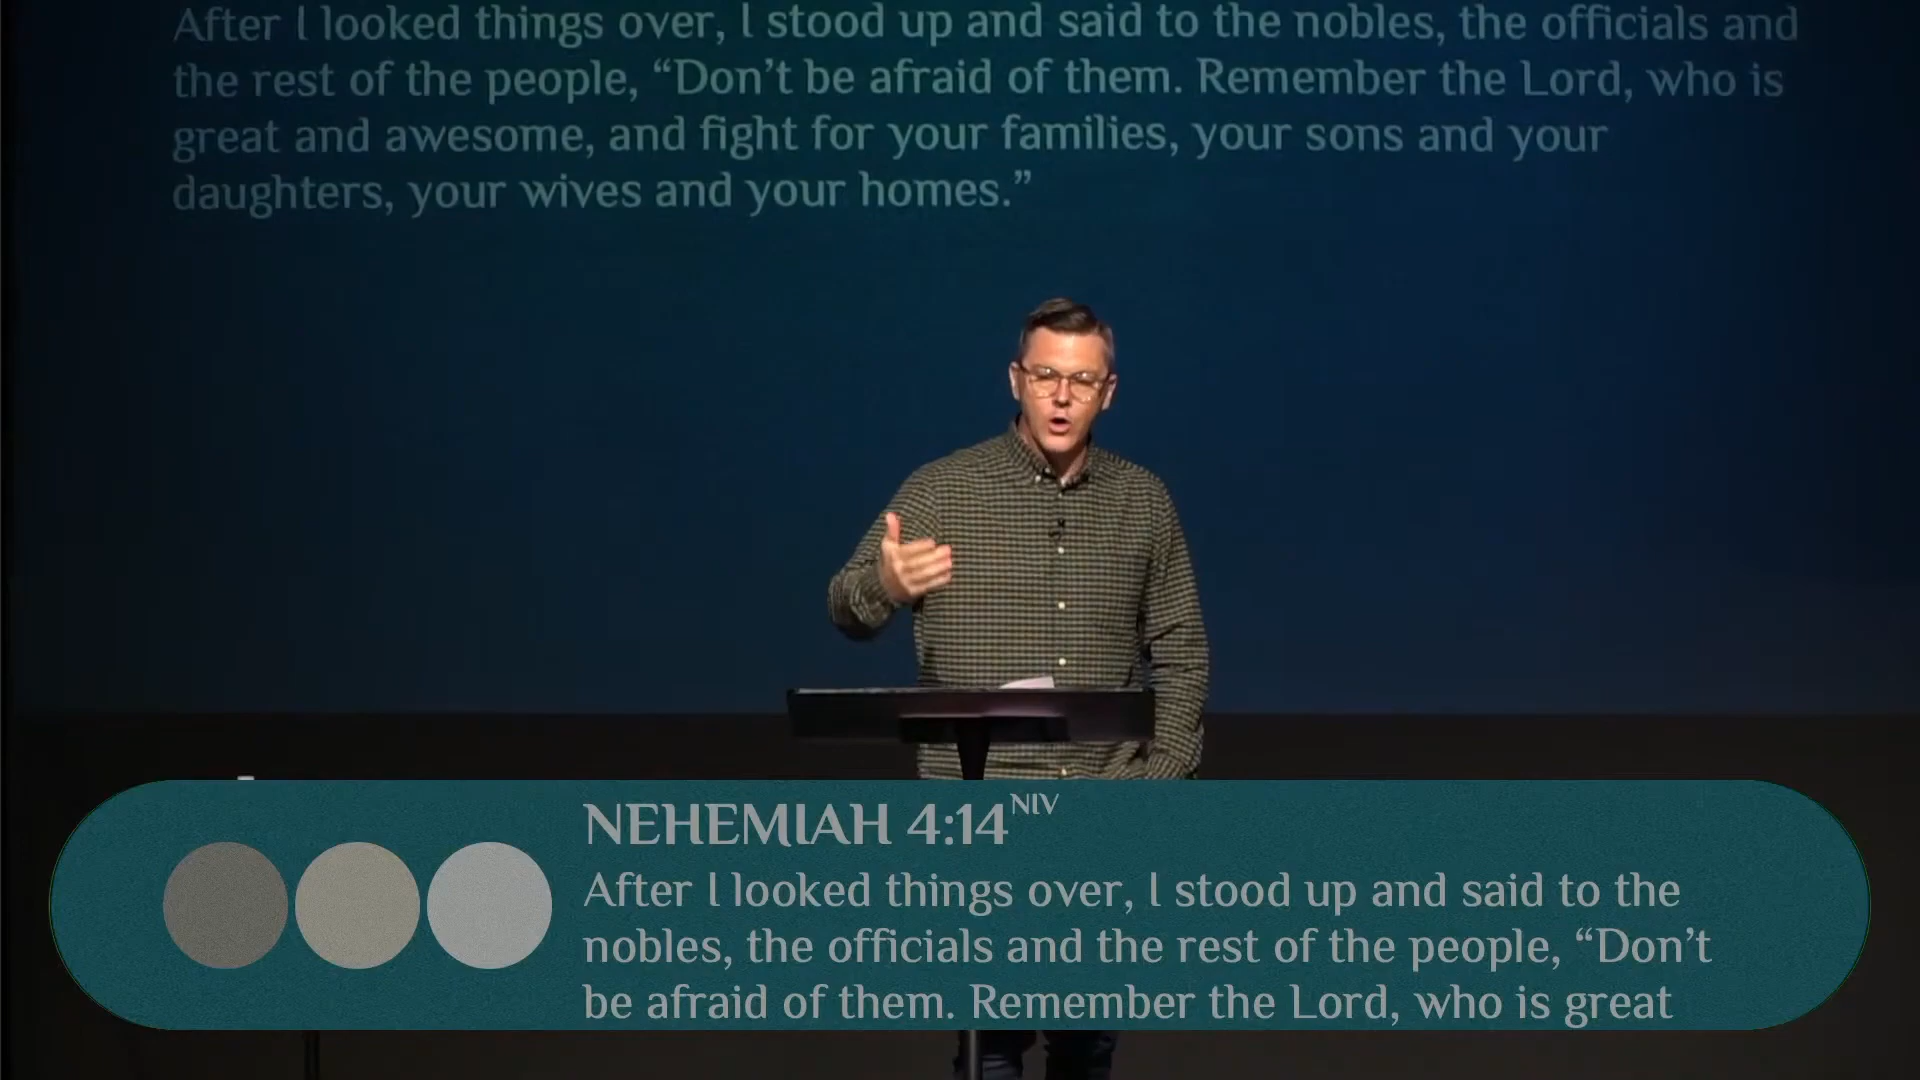 After I looked things over, I stood up and said to the nobles, the officials and
the rest of the people, “Don’t be afraid of them. Remember the Lord, who is
great and awesome, and fight for your families, your sons and your
daughters, your wives and your homes.”
NEHEMIAH 4:14 NIV
After I looked things over, I stood up and said to the
nobles, the officials and the rest of the people, “Don’t
be afraid of them. Remember the Lord, who is great